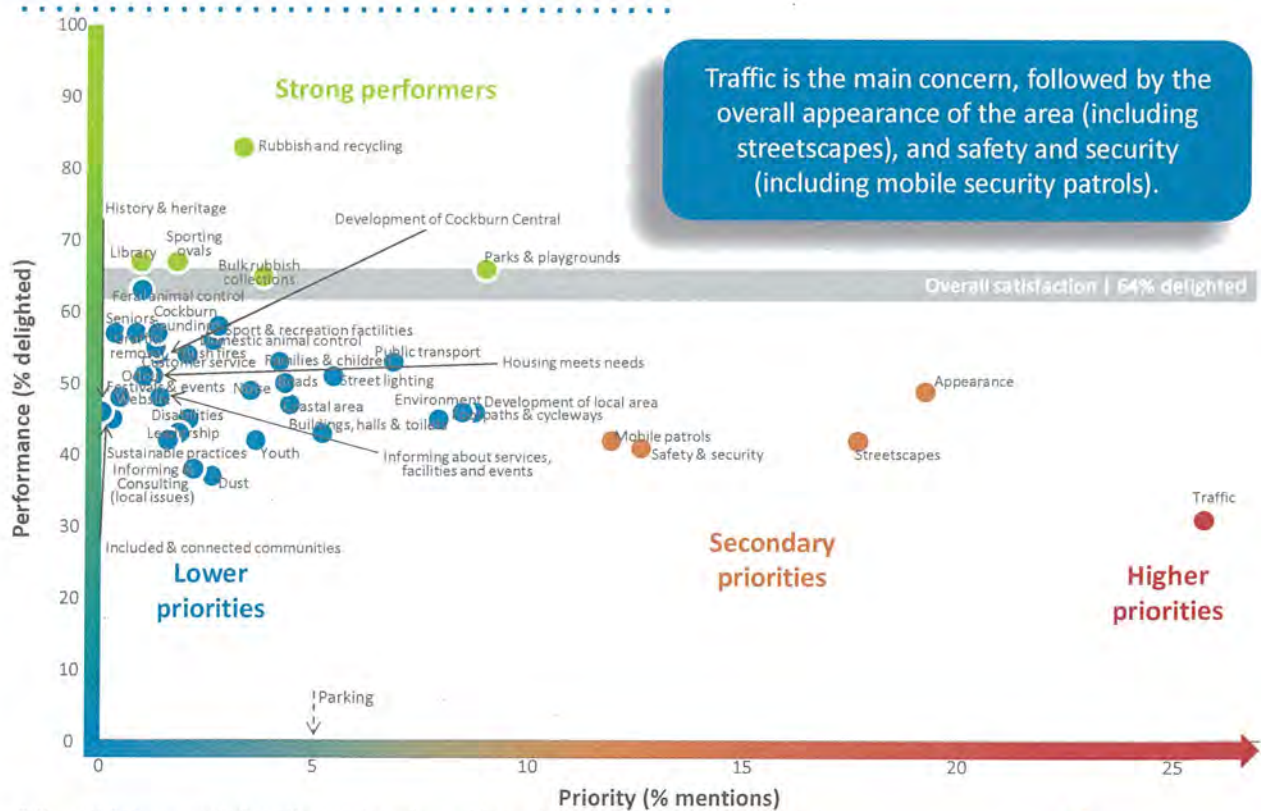 100
90
80
70
60
50
40
30
20
10
0
0
5
10
15
20
25
Performance (% delighted)
Priority (% mentions)
Strong performers
Traffic is the main concern, followed by the
overall appearance of the area (including
streetscapes), and safety and security
(including mobile security patrols).
Rubbish and recycling
History & heritage
Development of Cockburn Central
Library
Sporting
ovals
Bulk rubbish
collections
Parks & playgrounds
Overall satisfaction | 64% delighted
Feral animal control
Seniors
Cockburn
Soundings
Sport & recreation factilities
removal
Domestic animal control
Bush fires
Customer service
Families & children
Public transport
Housing meets needs
Festivals & events
Website
Noise
Roads
Street lighting
Appearance
Coastal area
Environment
Development of local area
paths & cycleways
Disabilities
Leadership
Buildings, halls & toilets
Mobile patrols
Safety & security
Streetscapes
Sustainable practices
Youth
Informing about services,
facilities and events
Informing &
Consulting
(local issues)
Dust
Traffic
Included & connected communities
Lower
priorities
Secondary
priorities
Higher
priorities
Parking